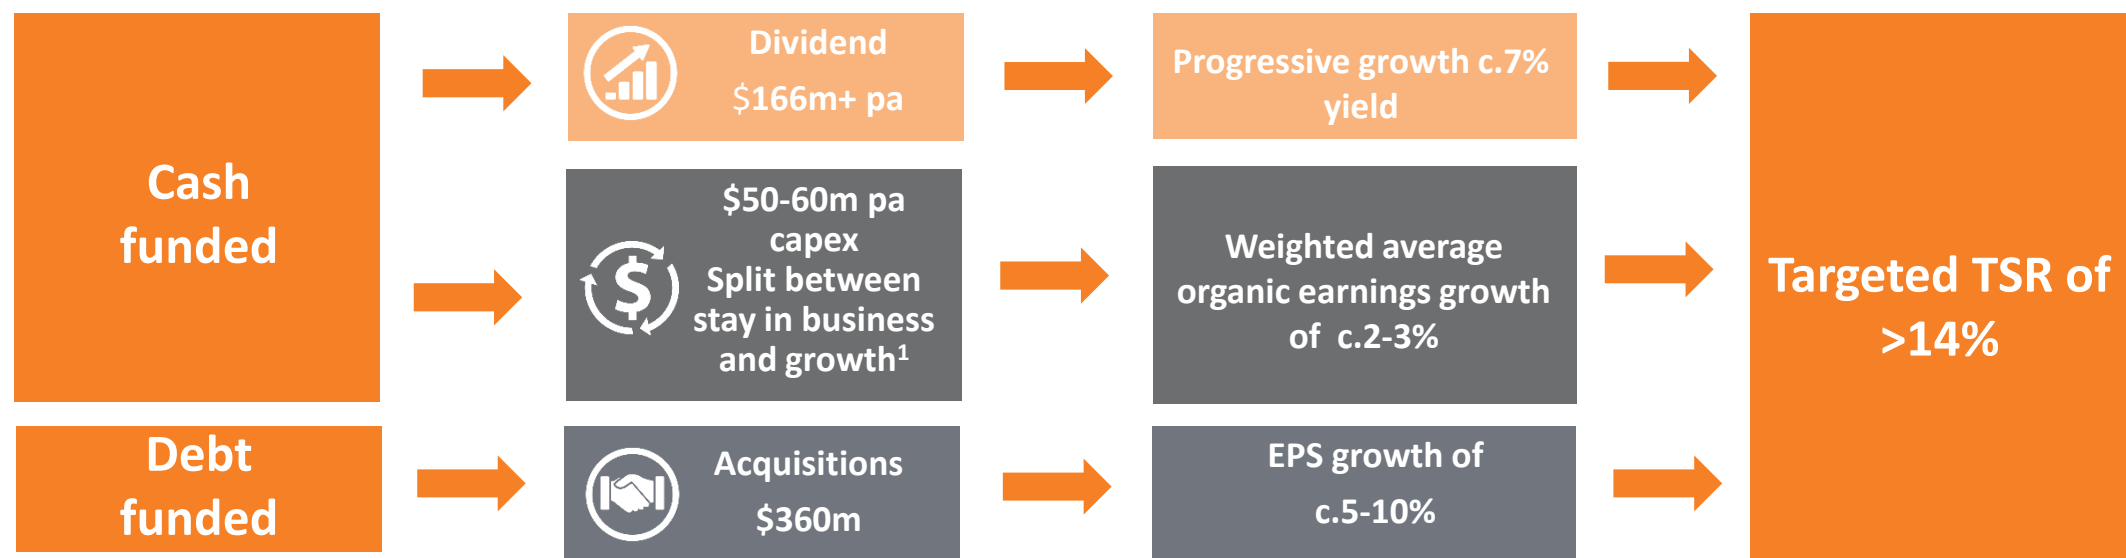 Cash
funded
Dividend
$166m+ pa
Progressive growth c.7%
yield
$50-60m pa
capex
Split between
stay in business
and growth¹
Weighted average
organic earnings growth
of c.2-3%
Debt
funded
Acquisitions
$360m
EPS growth of
c.5-10%
Targeted TSR of
>14%